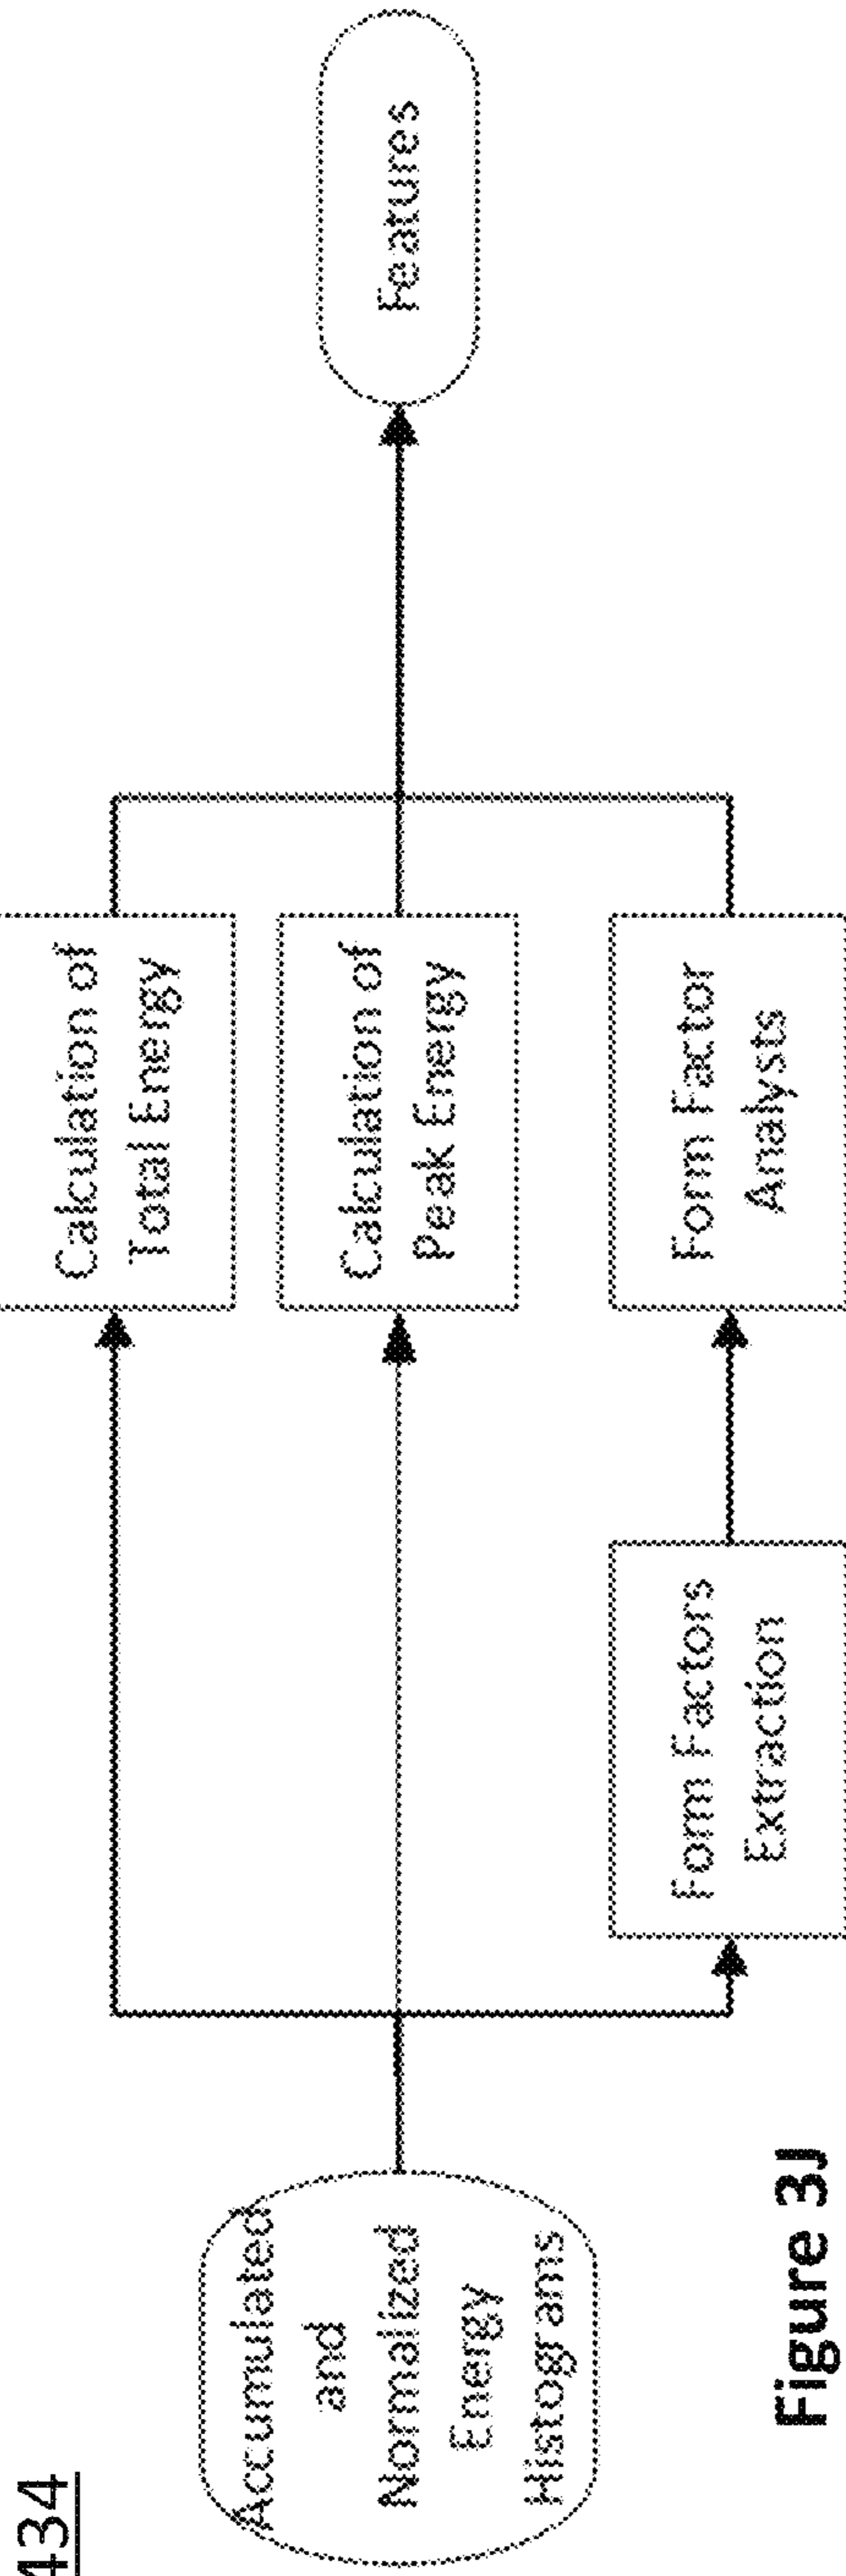 434
Accumulated
and
Normalized
Energy
Histograms
Calculation of
Total Energy
Calculation of
Peak Energy
Form Factors
Extraction
Form Factor
Analysts
Features
Figure 3J